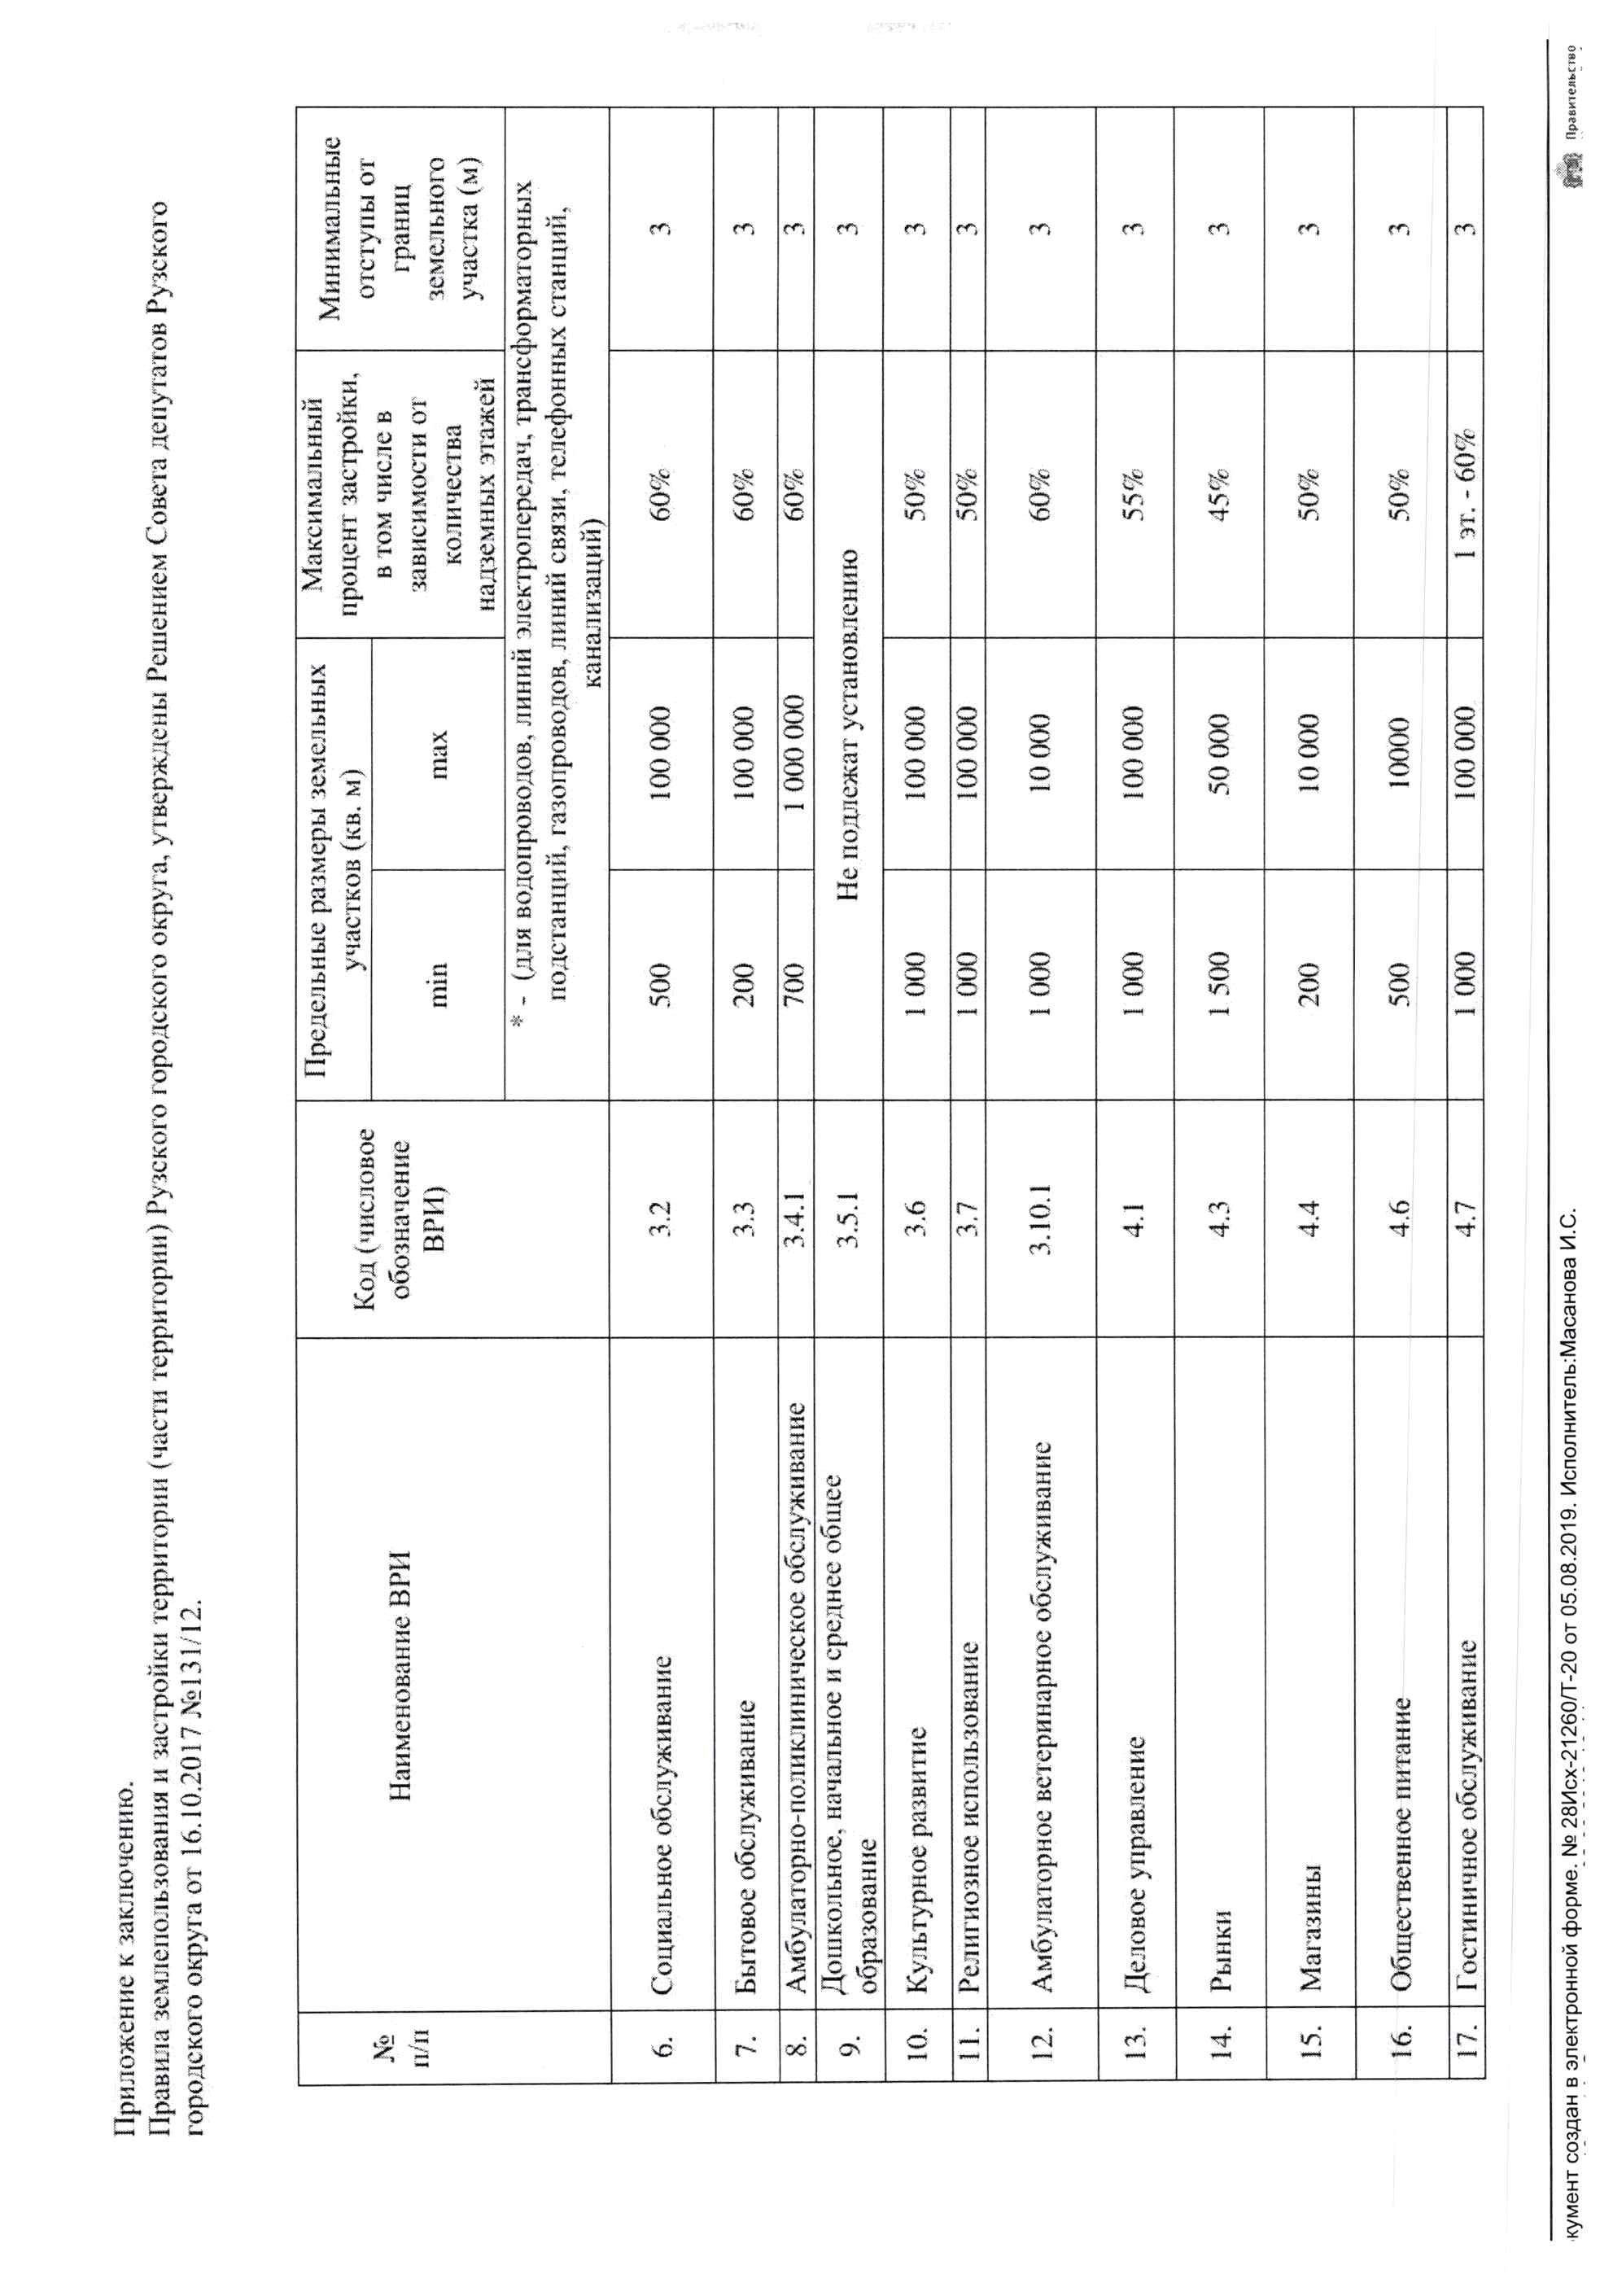 Приложение к заключению.
Правила землепользования и застройки территории (части территории) Рузского городского округа, утверждены Решением Совета депутатов Рузского
городского округа от 16.10.2017 №131/12.
№
п/п
Наименование ВРИ
Код (числовое
обозначение
ВРИ)
Предельные размеры земельных
участков (кв. м)
min
max
Максимальный
процент застройки,
в том числе в
зависимости от
количества
надземных этажей
Минимальные
отступы от
границ
земельного
участка (м)
* - (для водопроводов, линий электропередач, трансформаторных
подстанций, газопроводов, линий связи, телефонных станций,
канализаций)
6. Социальное обслуживание 3.2 500 100 000 60% 3
7. Бытовое обслуживание 3.3 200 100 000 60% 3
8. Амбулаторно-поликлиническое обслуживание 3.4.1 700 1 000 000 60% 3
9. Дошкольное, начальное и среднее общее
образование 3.5.1 Не подлежат установлению 3
10. Культурное развитие 3.6 1 000 100 000 50% 3
11. Религиозное использование 3.7 1 000 100 000 50% 3
12. Амбулаторное ветеринарное обслуживание 3.10.1 1 000 10 000 60% 3
13. Деловое управление 4.1 1 000 100 000 55% 3
14. Рынки 4.3 1 500 50 000 45% 3
15. Магазины 4.4 200 10 000 50% 3
16. Общественное питание 4.6 500 10000 50% 3
17. Гостиничное обслуживание 4.7 1 000 100 000 1 эт. - 60% 3
кумент создан в электронной форме. № 28Исх-21260/Т-20 от 05.08.2019. Исполнитель:Масанова И.С.
Правительство